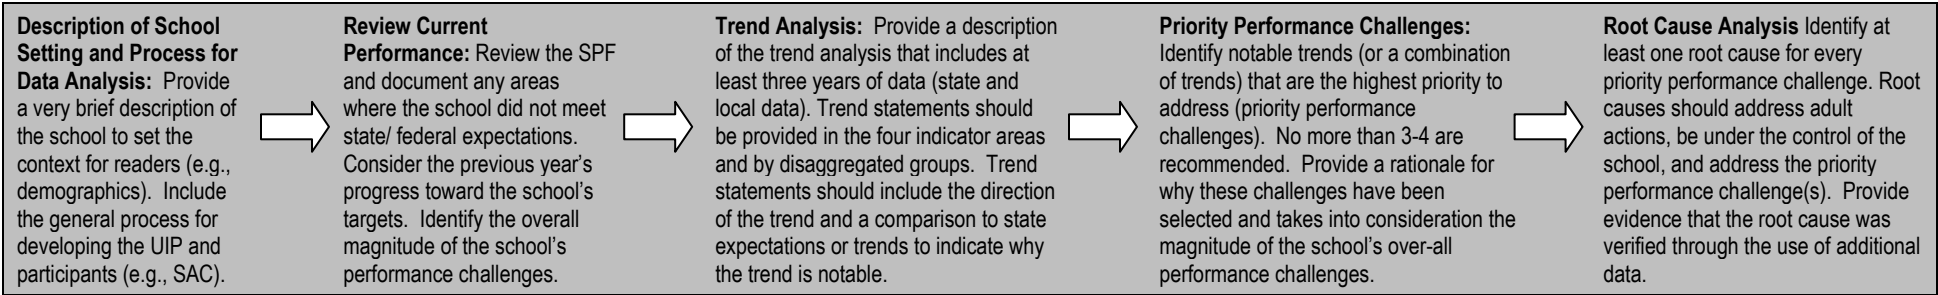 Description of School
Setting and Process for
Data Analysis:  Provide
a very brief description of
the school to set the
context for readers (e.g.,
demographics).  Include
the general process for
developing the UIP and
participants (e.g., SAC).
Review Current
Performance: Review the SPF
and document any areas
where the school did not meet
state/ federal expectations.
Consider the previous year's
progress toward the school's
targets.  Identify the overall
magnitude of the school's
performance challenges.
Trend Analysis:  Provide a description
of the trend analysis that includes at
least three years of data (state and
local data). Trend statements should
be provided in the four indicator areas
and by disaggregated groups.  Trend
statements should include the direction
of the trend and a comparison to state
expectations or trends to indicate why
the trend is notable.
Priority Performance Challenges:
Identify notable trends (or a combination
of trends) that are the highest priority to
address (priority performance
challenges).  No more than 3-4 are
recommended.  Provide a rationale for
why these challenges have been
selected and takes into consideration the
magnitude of the school's over-all
performance challenges.
Root Cause Analysis Identify at
least one root cause for every
priority performance challenge. Root
causes should address adult
actions, be under the control of the
school, and address the priority
performance challenge(s).  Provide
evidence that the root cause was
verified through the use of additional
data.